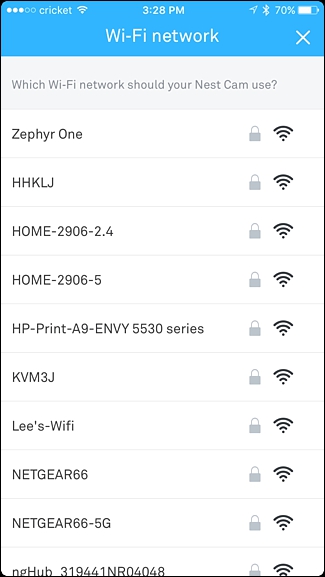 cricket 3:28 PM 70%
Wi-Fi network
Which Wi-Fi network should your Nest Cam use?
Zephyr One
HHKLJ
HOME-2906-2.4
HOME-2906-5
HP-Print-A9-ENVY 5530 series
KVM3J
Lee's-Wifi
NETGEAR66
NETGEAR66-5G
ngHub_319441NR04048